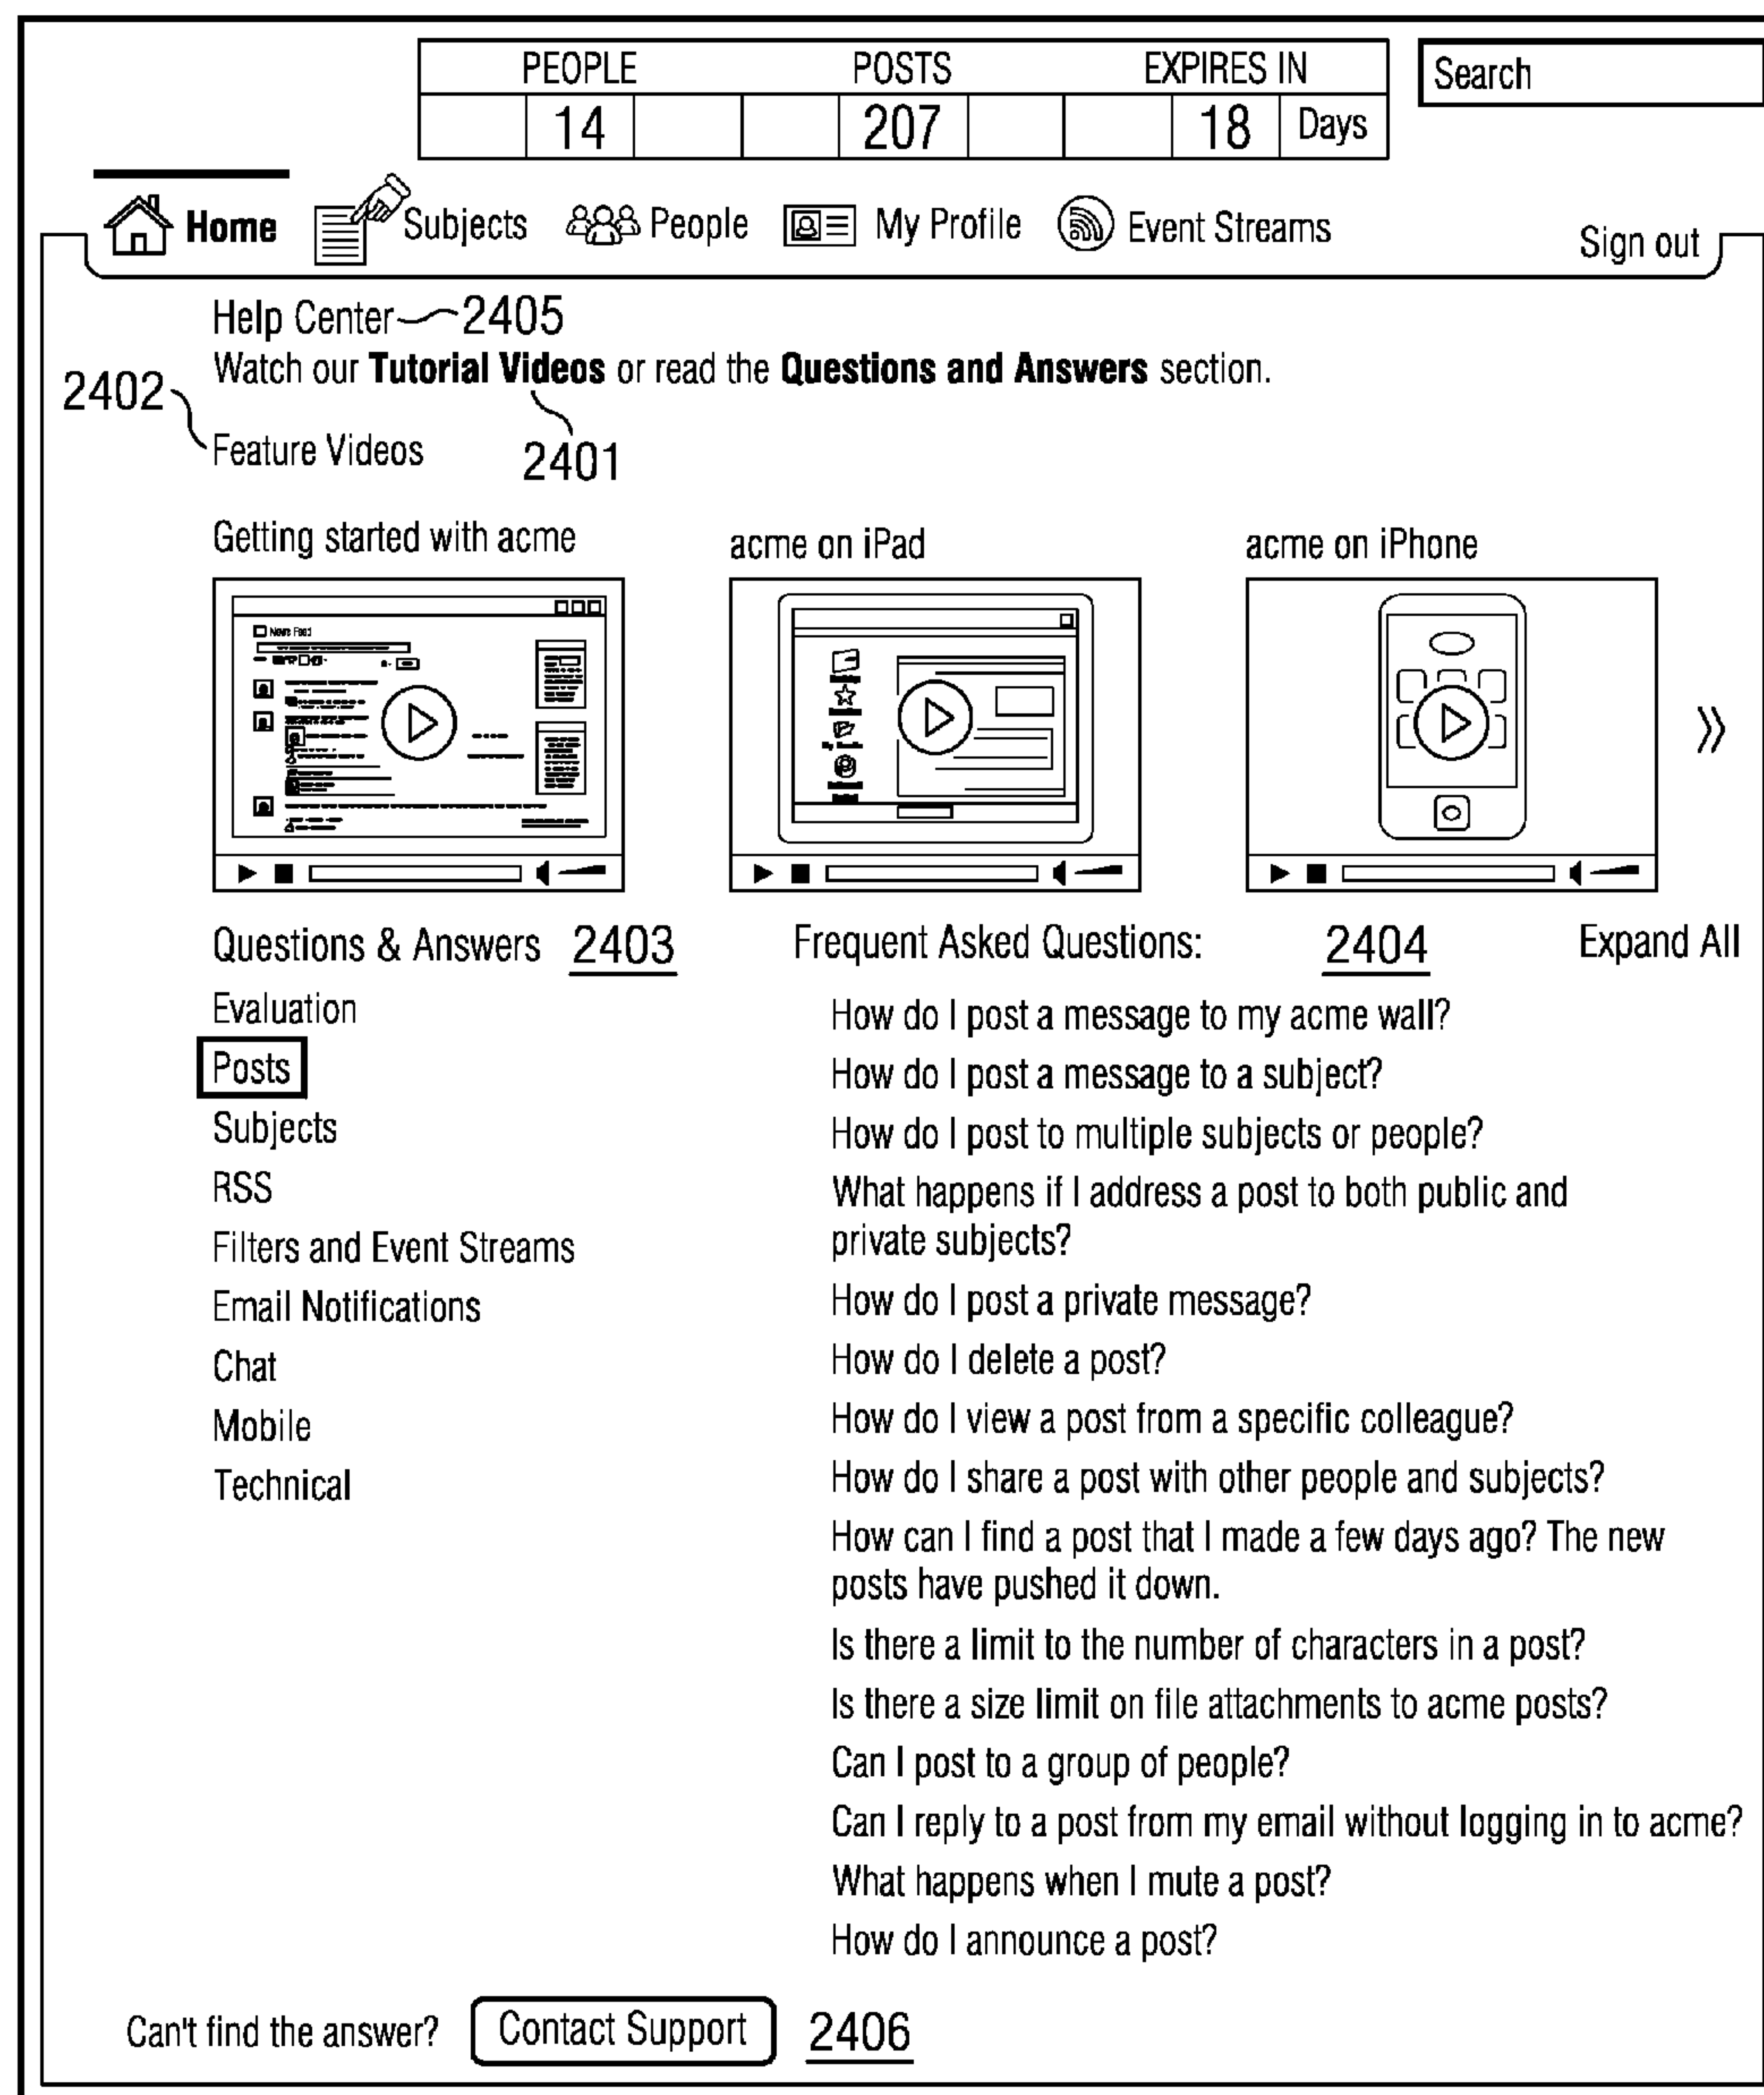 PEOPLE POSTS EXPIRES IN
14 207 18 Days
Search
Home Subjects People My Profile Event Streams Sign out
Help Center 2405
Watch our Tutorial Videos or read the Questions and Answers section.
2402
Feature Videos 2401
Getting started with acme acme on iPad acme on iPhone
News Feed
Questions & Answers 2403 Frequent Asked Questions: 2404 Expand All
Evaluation
Posts
Subjects
RSS
Filters and Event Streams
Email Notifications
Chat
Mobile
Technical
How do I post a message to my acme wall?
How do I post a message to a subject?
How do I post to multiple subjects or people?
What happens if I address a post to both public and
private subjects?
How do I post a private message?
How do I delete a post?
How do I view a post from a specific colleague?
How do I share a post with other people and subjects?
How can I find a post that I made a few days ago? The new
posts have pushed it down.
Is there a limit to the number of characters in a post?
Is there a size limit on file attachments to acme posts?
Can I post to a group of people?
Can I reply to a post from my email without logging in to acme?
What happens when I mute a post?
How do I announce a post?
Can't find the answer? Contact Support 2406